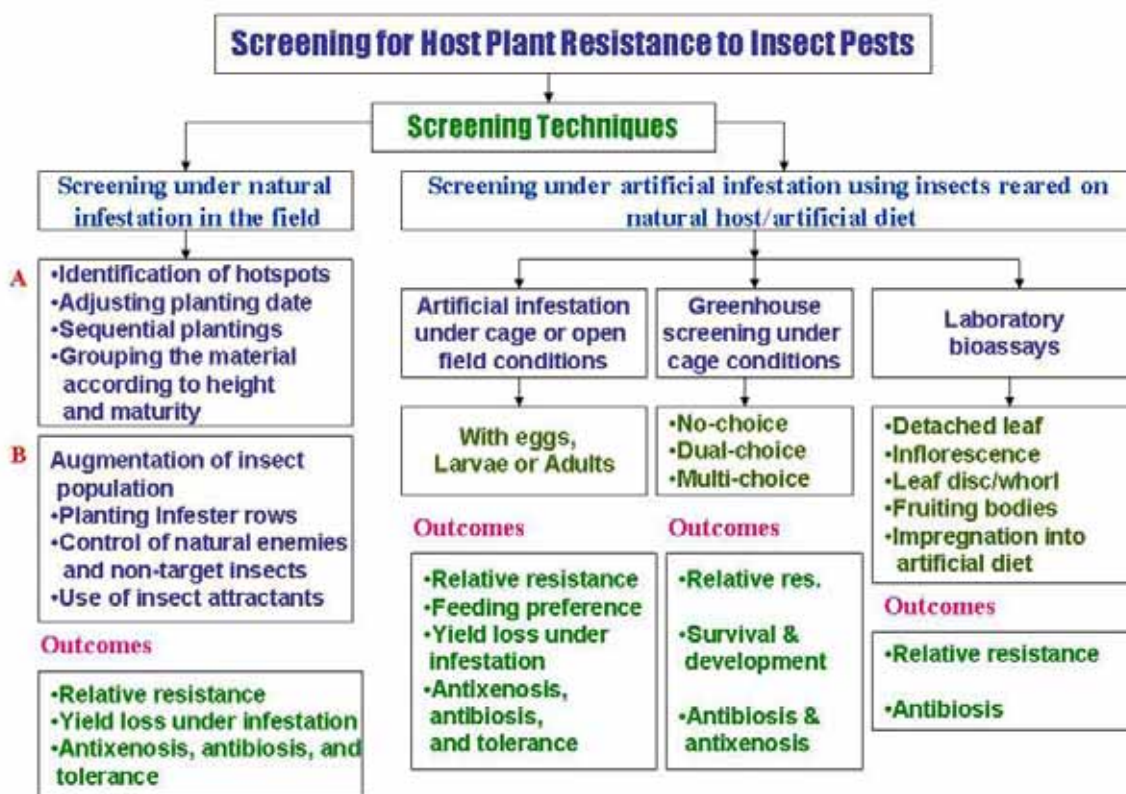 Screening for Host Plant Resistance to Insect Pests
Screening Techniques
Screening under natural
infestation in the field
A
•Identification of hotspots
•Adjusting planting date
•Sequential plantings
•Grouping the material
according to height
and maturity
B
Augmentation of insect
population
•Planting Infester rows
•Control of natural enemies
and non-target insects
•Use of insect attractants
Outcomes
•Relative resistance
•Yield loss under infestation
•Antixenosis, antibiosis, and
tolerance
Screening under artificial infestation using insects reared on
natural host/artificial diet
Artificial infestation
under cage or open
field conditions
With eggs,
Larvae or Adults
Outcomes
•Relative resistance
•Feeding preference
•Yield loss under
infestation
•Antixenosis,
antibiosis,
and tolerance
Greenhouse
screening under
cage conditions
•No-choice
•Dual-choice
•Multi-choice
Outcomes
•Relative res.
•Survival &
development
•Antibiosis &
antixenosis
Laboratory
bioassays
•Detached leaf
•Inflorescence
•Leaf disc/whorl
•Fruiting bodies
•Impregnation into
artificial diet
Outcomes
•Relative resistance
•Antibiosis